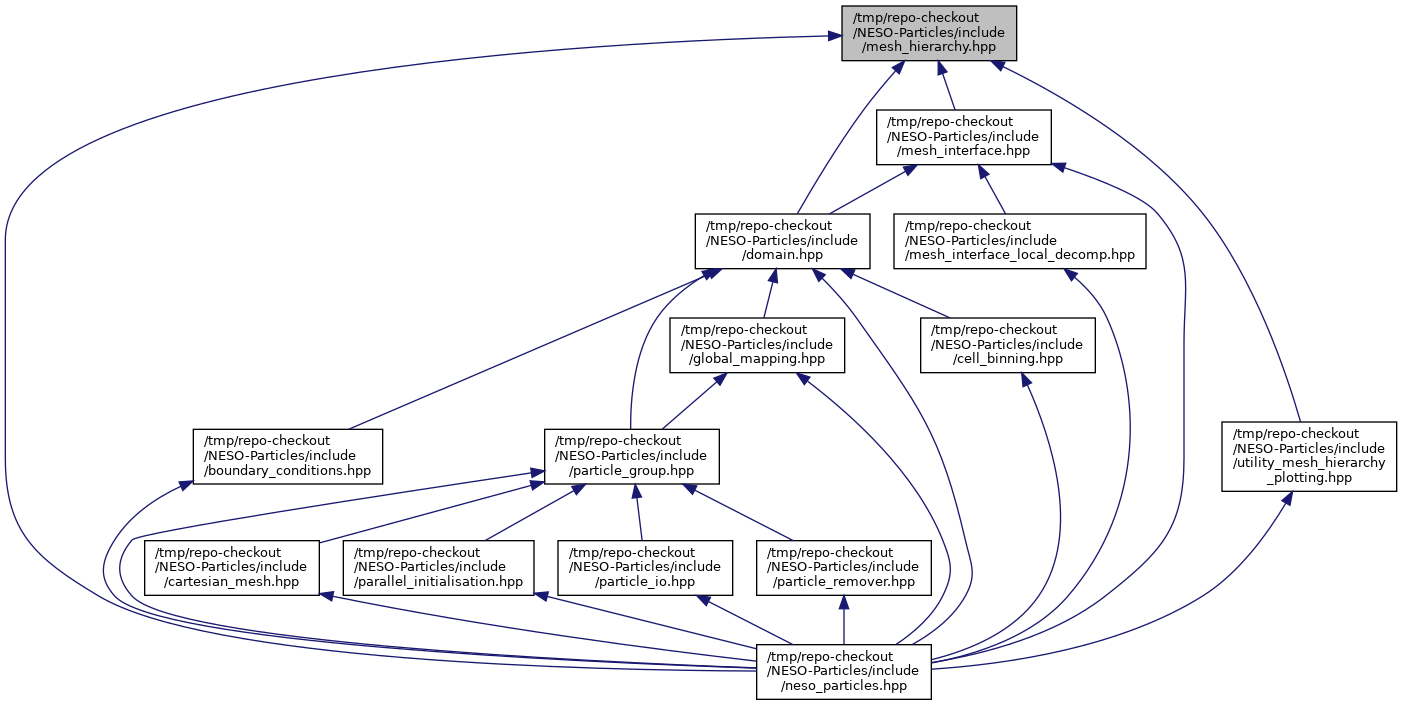 /tmp/repo-checkout
/NESO-Particles/include
/mesh_hierarchy.hpp
/tmp/repo-checkout
/NESO-Particles/include
/mesh_interface.hpp
/tmp/repo-checkout
/NESO-Particles/include
/domain.hpp
/tmp/repo-checkout
/NESO-Particles/include
/mesh_interface_local_decomp.hpp
/tmp/repo-checkout
/NESO-Particles/include
/global_mapping.hpp
/tmp/repo-checkout
/NESO-Particles/include
/cell_binning.hpp
/tmp/repo-checkout
/NESO-Particles/include
/boundary_conditions.hpp
/tmp/repo-checkout
/NESO-Particles/include
/particle_group.hpp
/tmp/repo-checkout
/NESO-Particles/include
/utility_mesh_hierarchy
_plotting.hpp
/tmp/repo-checkout
/NESO-Particles/include
/cartesian_mesh.hpp
/tmp/repo-checkout
/NESO-Particles/include
/parallel_initialisation.hpp
/tmp/repo-checkout
/NESO-Particles/include
/particle_io.hpp
/tmp/repo-checkout
/NESO-Particles/include
/particle_remover.hpp
/tmp/repo-checkout
/NESO-Particles/include
/neso_particles.hpp